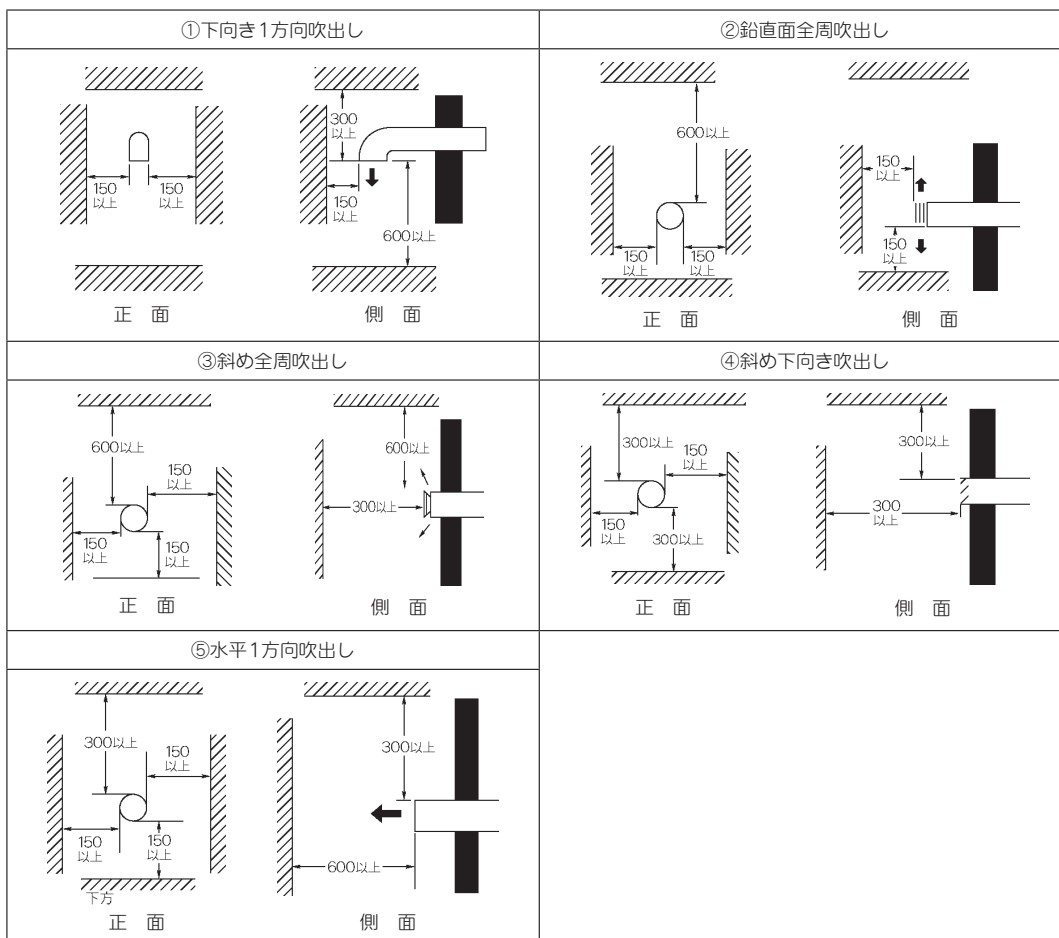 ①下向き1方向吹出し
300
以上
150
以上
150
以上
150
以上
600以上
正 面
側 面
②鉛直面全周吹出し
600以上
150
以上
150
以上
150
以上
150
以上
正 面
側 面
③斜め全周吹出し
600以上
600以上
150
以上
300以上
150
以上
150
以上
正 面
側 面
④斜め下向き吹出し
300以上
150
以上
300以上
150
以上
300以上
300
以上
正 面
側 面
⑤水平1方向吹出し
300以上
150
以上
300以上
150
以上
150
以上
600以上
下方
正 面
側 面